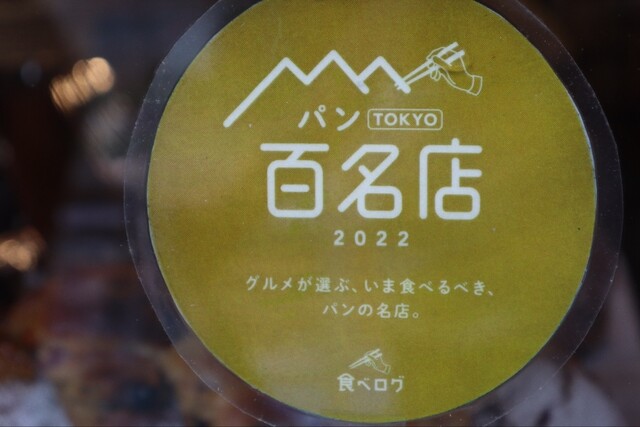 パン TOKYO
百名店
2022
グルメが選ぶ、いま食べるべき、
パンの名店。
食べログ